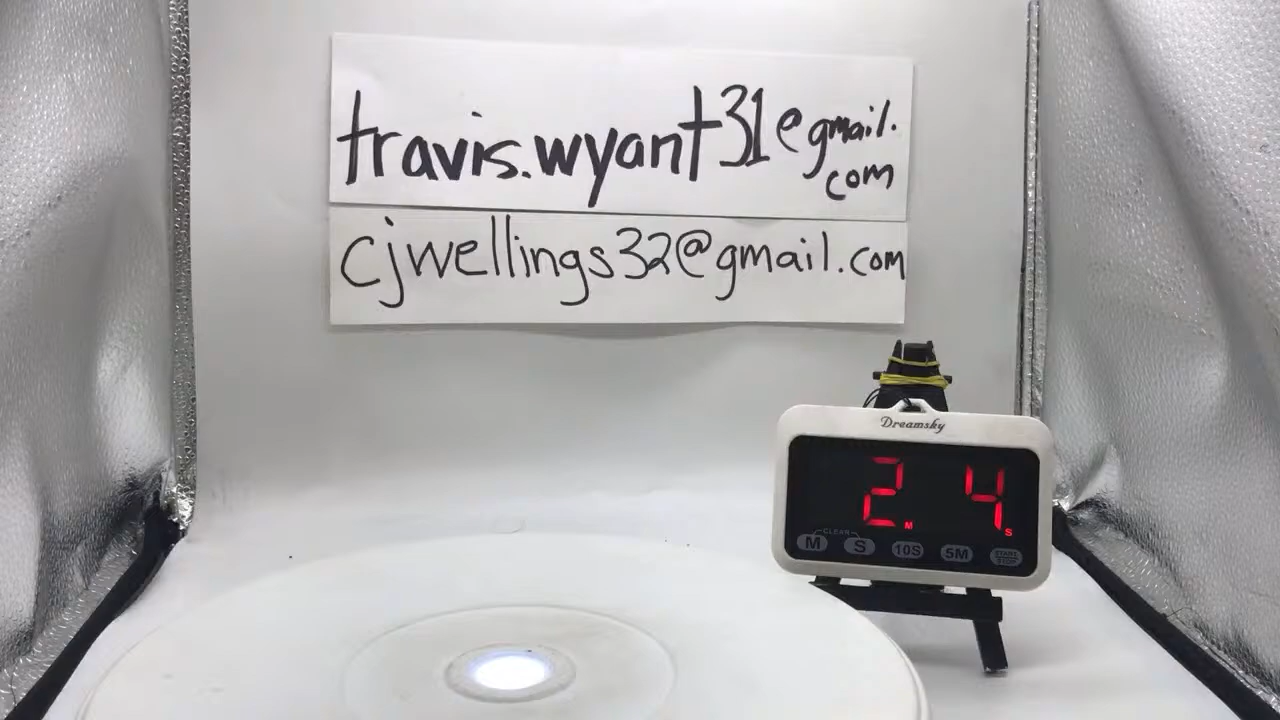 travis.wyant31@gmail.
com
cjwellings32@gmail.com
Dreamsky
2 M 4 S
CLEAR
M S 10S 5M START/STOP